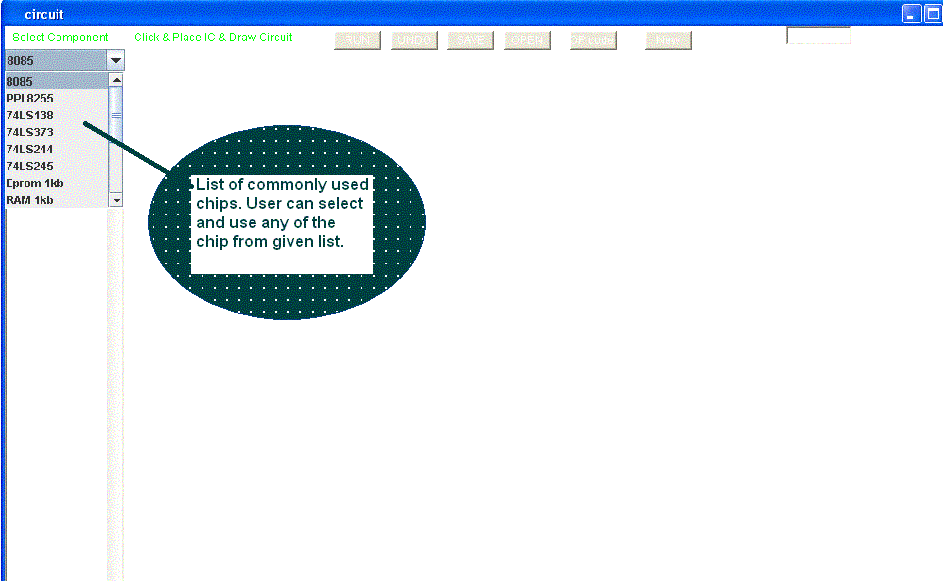 circuit
Select Component Click & Place IC & Draw Circuit
8085
8085
PPI 8255
74LS138
74LS373
74LS244
74LS245
Eprom 1kb
RAM 1kb
List of commonly used
chips. User can select
and use any of the
chip from given list.